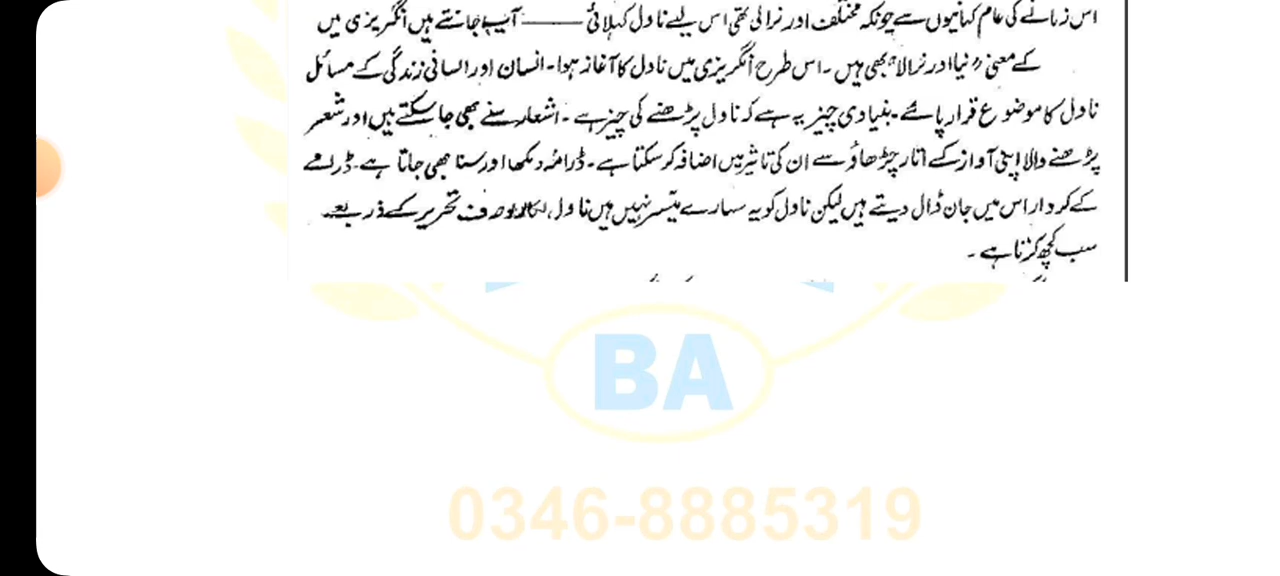 اس زمانے کی عام کہانیوں سے چونکہ مختلف اور نرالی تھی اس لیے ناول کہلائی —— آپ جانتے ہیں انگریزی میں
کے معنی "نیا اور نرالا" بھی ہیں۔ اس طرح انگریزی میں ناول کا آغاز ہوا۔ انسان اور انسانی زندگی کے مسائل
ناول کا موضوع قرار پائے۔ بنیادی چیز یہ ہے کہ ناول پڑھنے کی چیز ہے۔ اشعار سنے بھی جا سکتے ہیں اور شعر
پڑھنے والا اپنی آواز کے اتار چڑھاؤ سے ان کی تاثیر میں اضافہ کر سکتا ہے۔ ڈرامہ دیکھا اور سنا بھی جاتا ہے۔ ڈرامے
کے کردار اس میں جان ڈال دیتے ہیں لیکن ناول کو یہ سہارے میسر نہیں ہیں ناول نگار کو صرف تحریر کے ذریعہ
سب کچھ کرنا ہے۔
BA
0346-8885319